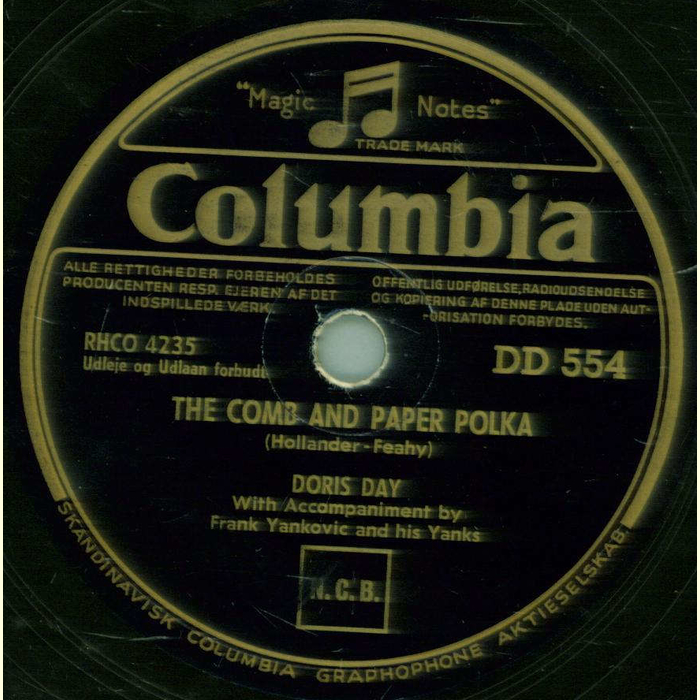 "Magic Notes"
TRADE MARK
Columbia
ALLE RETTIGHEDER FORBEHOLDES
PRODUCENTEN RESP. EJEREN AF DET
INDSPILLEDE VÆRK.
OFFENTLIG UDFØRELSE, RADIOUDSENDELSE
OG KOPIERING AF DENNE PLADE UDEN AUT-
ORISATION FORBYDES.
RHCO 4235
Udleje og Udlaan forbudt
DD 554
THE COMB AND PAPER POLKA
(Hollander-Feahy)
DORIS DAY
With Accompaniment by
Frank Yankovic and his Yanks
N.C.B.
SKANDINAVISK COLUMBIA GRAPHOPHONE AKTIESELSKAB.